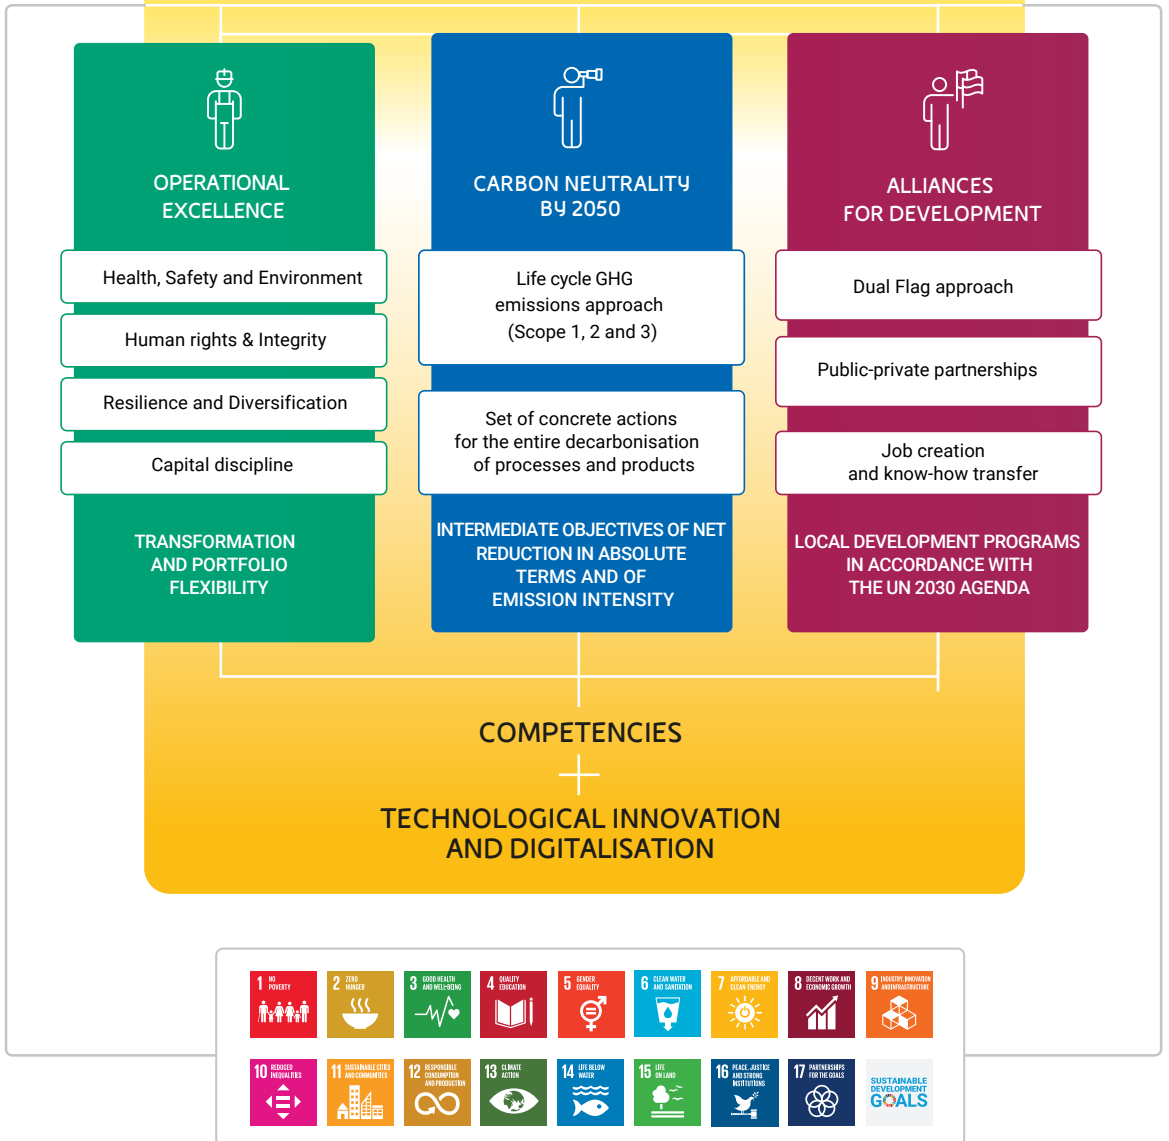 OPERATIONAL
EXCELLENCE
Health, Safety and Environment
Human rights & Integrity
Resilience and Diversification
Capital discipline
TRANSFORMATION
AND PORTFOLIO
FLEXIBILITY
CARBON NEUTRALITY
BY 2050
Life cycle GHG
emissions approach
(Scope 1, 2 and 3)
Set of concrete actions
for the entire decarbonisation
of processes and products
INTERMEDIATE OBJECTIVES OF NET
REDUCTION IN ABSOLUTE
TERMS AND OF
EMISSION INTENSITY
ALLIANCES
FOR DEVELOPMENT
Dual Flag approach
Public-private partnerships
Job creation
and know-how transfer
LOCAL DEVELOPMENT PROGRAMS
IN ACCORDANCE WITH
THE UN 2030 AGENDA
COMPETENCIES
TECHNOLOGICAL INNOVATION
AND DIGITALISATION
1 NO
POVERTY
2 ZERO
HUNGER
3 GOOD HEALTH
AND WELL-BEING
4 QUALITY
EDUCATION
5 GENDER
EQUALITY
6 CLEAN WATER
AND SANITATION
7 AFFORDABLE AND
CLEAN ENERGY
8 DECENT WORK AND
ECONOMIC GROWTH
9 INDUSTRY, INNOVATION
AND INFRASTRUCTURE
10 REDUCED
INEQUALITIES
11 SUSTAINABLE CITIES
AND COMMUNITIES
12 RESPONSIBLE
CONSUMPTION
AND PRODUCTION
13 CLIMATE
ACTION
14 LIFE BELOW
WATER
15 LIFE
ON LAND
16 PEACE, JUSTICE
AND STRONG
INSTITUTIONS
17 PARTNERSHIPS
FOR THE GOALS
SUSTAINABLE
DEVELOPMENT
GOALS